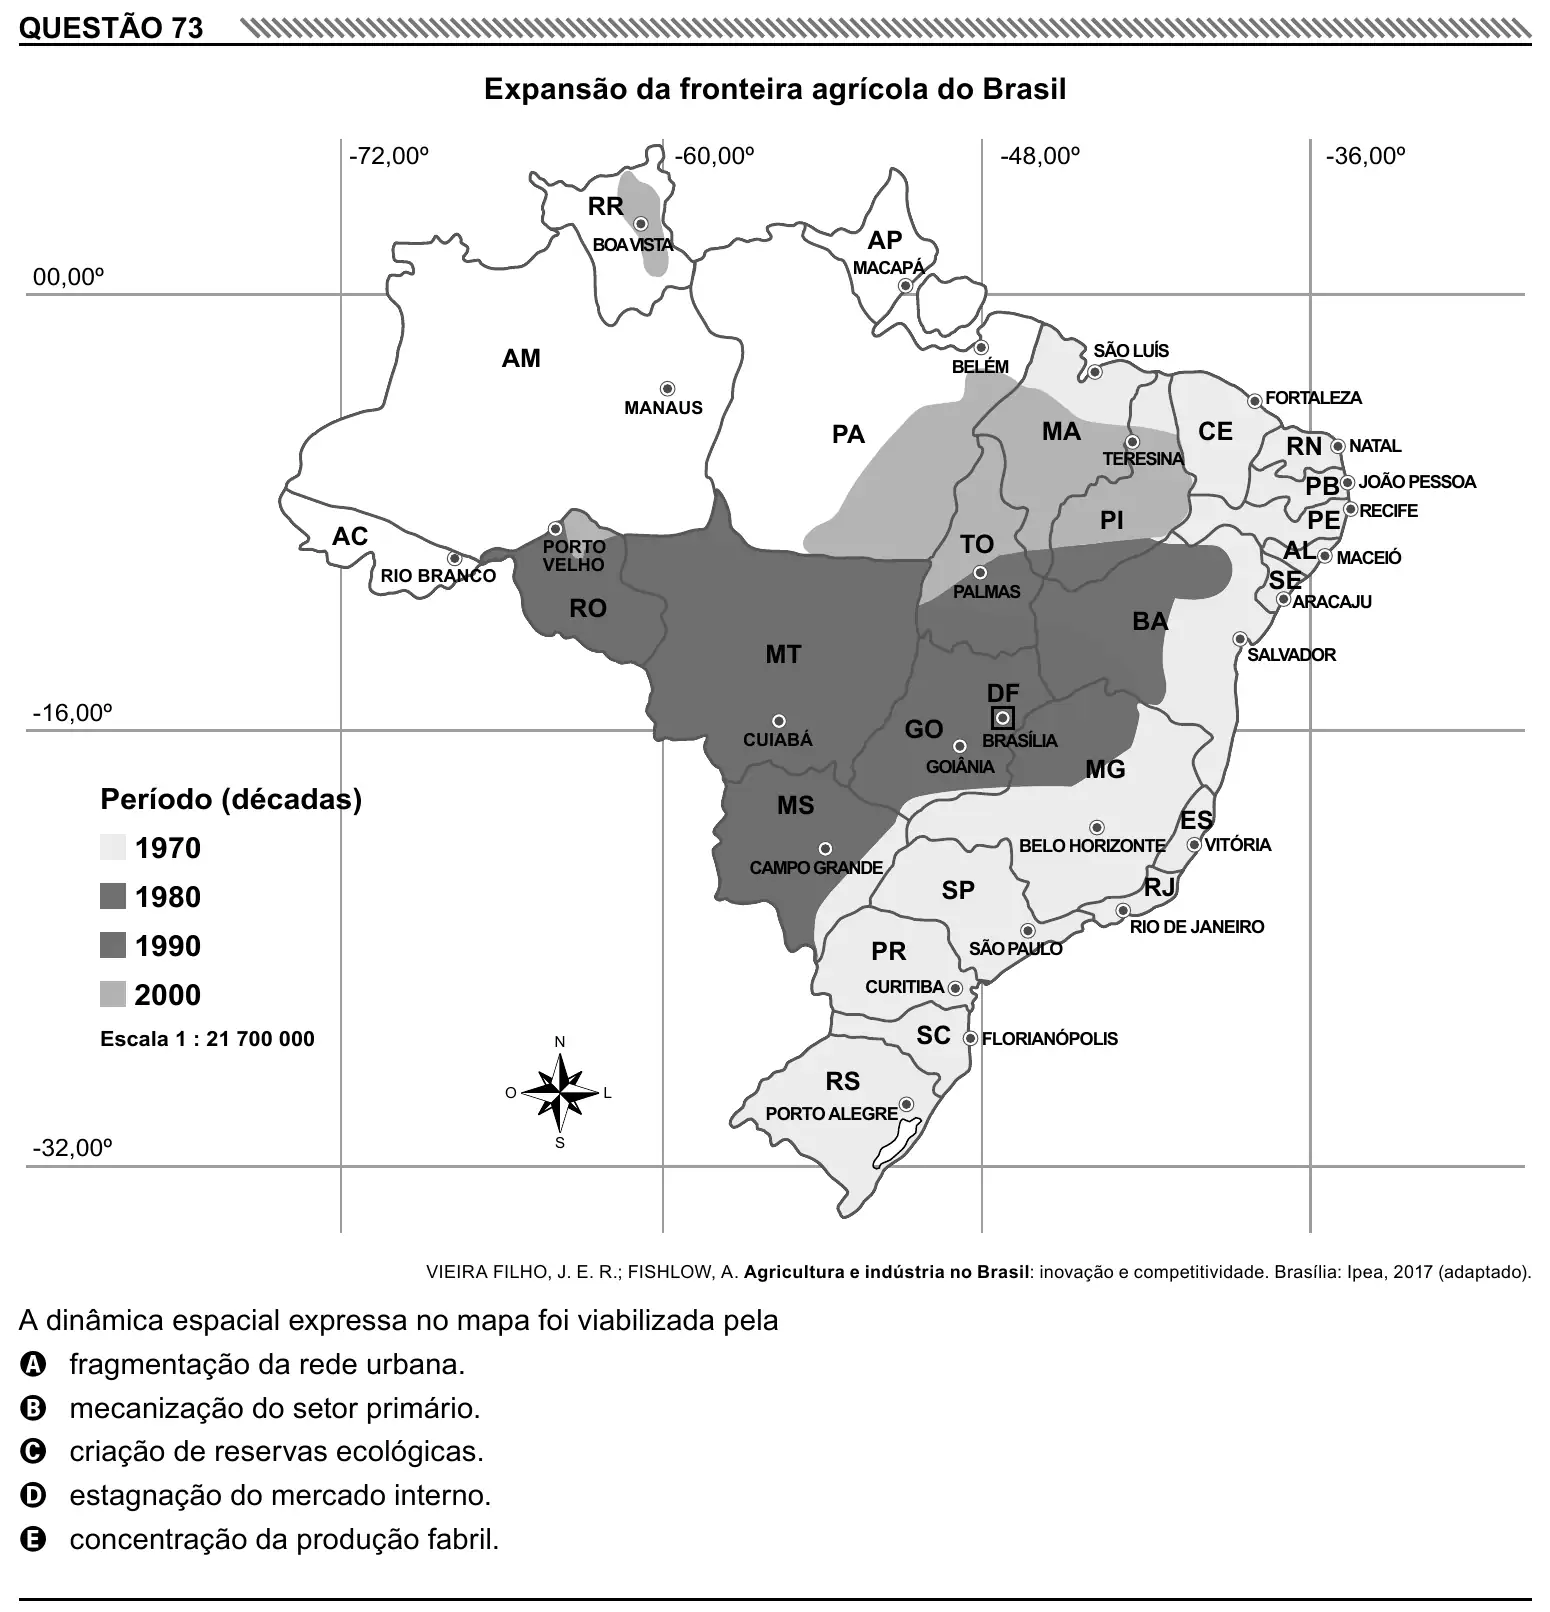 QUESTÃO 73
Expansão da fronteira agrícola do Brasil
-72,00º
-60,00º
-48,00º
-36,00º
RR
BOA VISTA
AP
MACAPÁ
00,00º
AM
MANAUS
BELÉM
SÃO LUÍS
FORTALEZA
PA
MA
TERESINA
CE
RN
NATAL
PB
JOÃO PESSOA
PE
RECIFE
AC
RIO BRANCO
PORTO
VELHO
RO
TO
PALMAS
PI
AL
MACEIÓ
SE
ARACAJU
BA
SALVADOR
MT
CUIABÁ
DF
BRASÍLIA
GO
GOIÂNIA
-16,00º
MG
BELO HORIZONTE
ES
VITÓRIA
MS
CAMPO GRANDE
SP
SÃO PAULO
RJ
RIO DE JANEIRO
PR
CURITIBA
SC
FLORIANÓPOLIS
RS
PORTO ALEGRE
Período (décadas)
1970
1980
1990
2000
Escala 1 : 21 700 000
N
O
L
S
-32,00º
VIEIRA FILHO, J. E. R.; FISHLOW, A. Agricultura e indústria no Brasil: inovação e competitividade. Brasília: Ipea, 2017 (adaptado).
A dinâmica espacial expressa no mapa foi viabilizada pela
A fragmentação da rede urbana.
B mecanização do setor primário.
C criação de reservas ecológicas.
D estagnação do mercado interno.
E concentração da produção fabril.